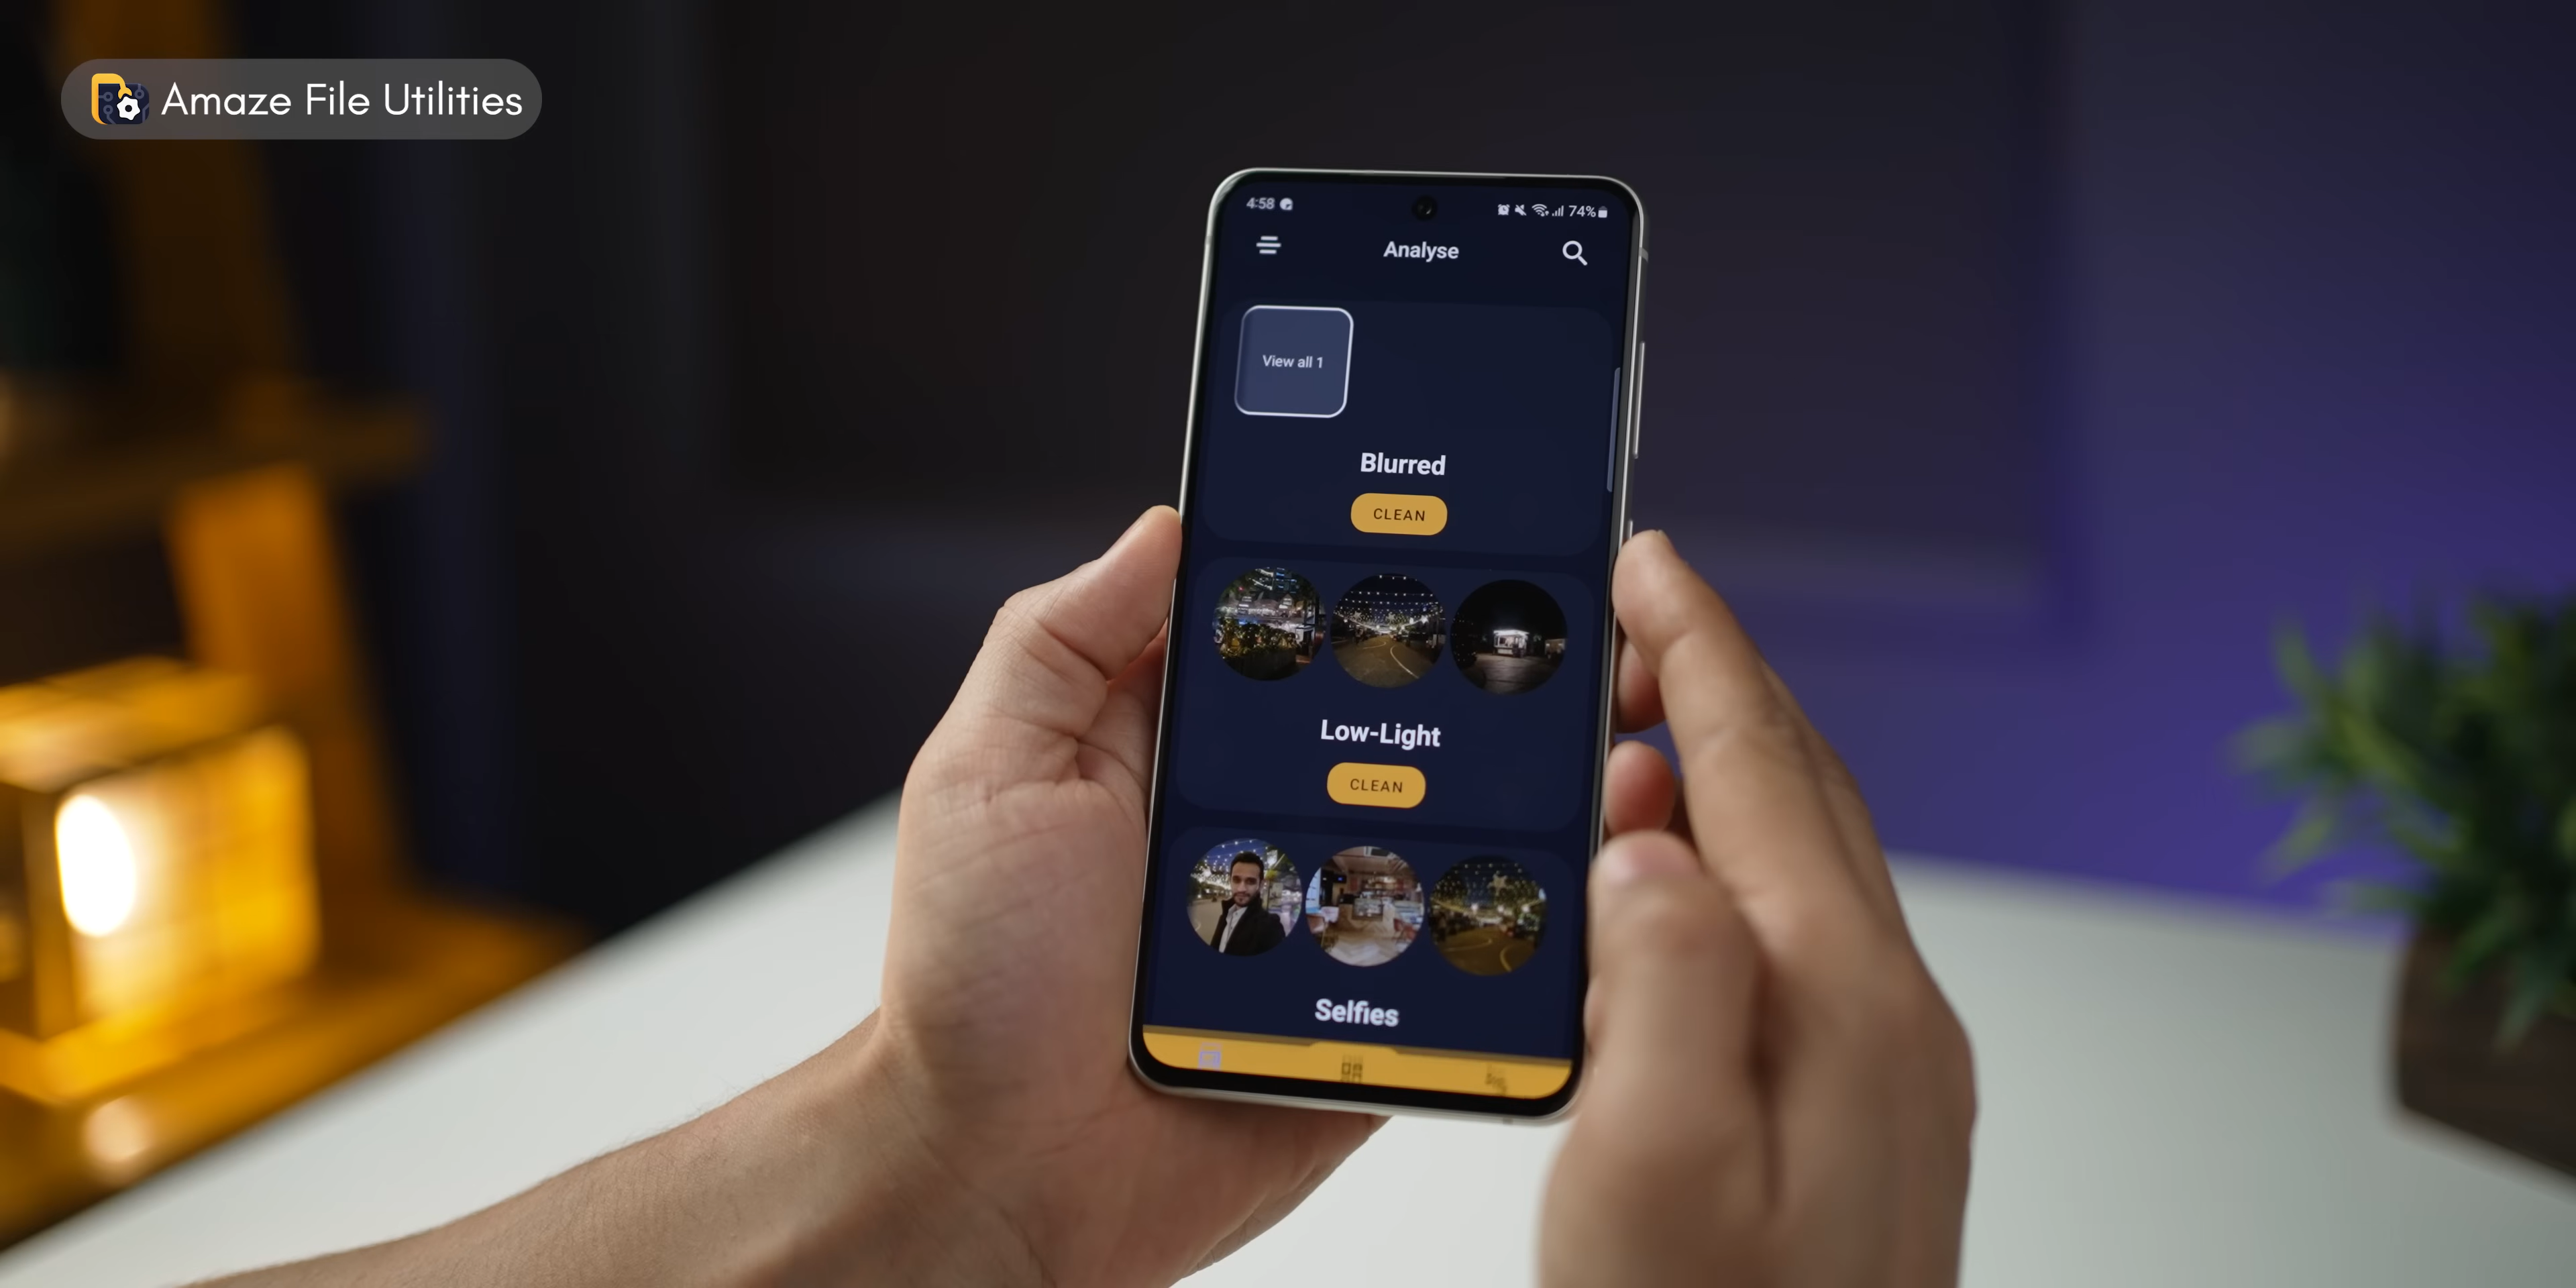 Amaze File Utilities
4:58 74%
Analyse
View all 1
Blurred
CLEAN
Low-Light
CLEAN
Selfies